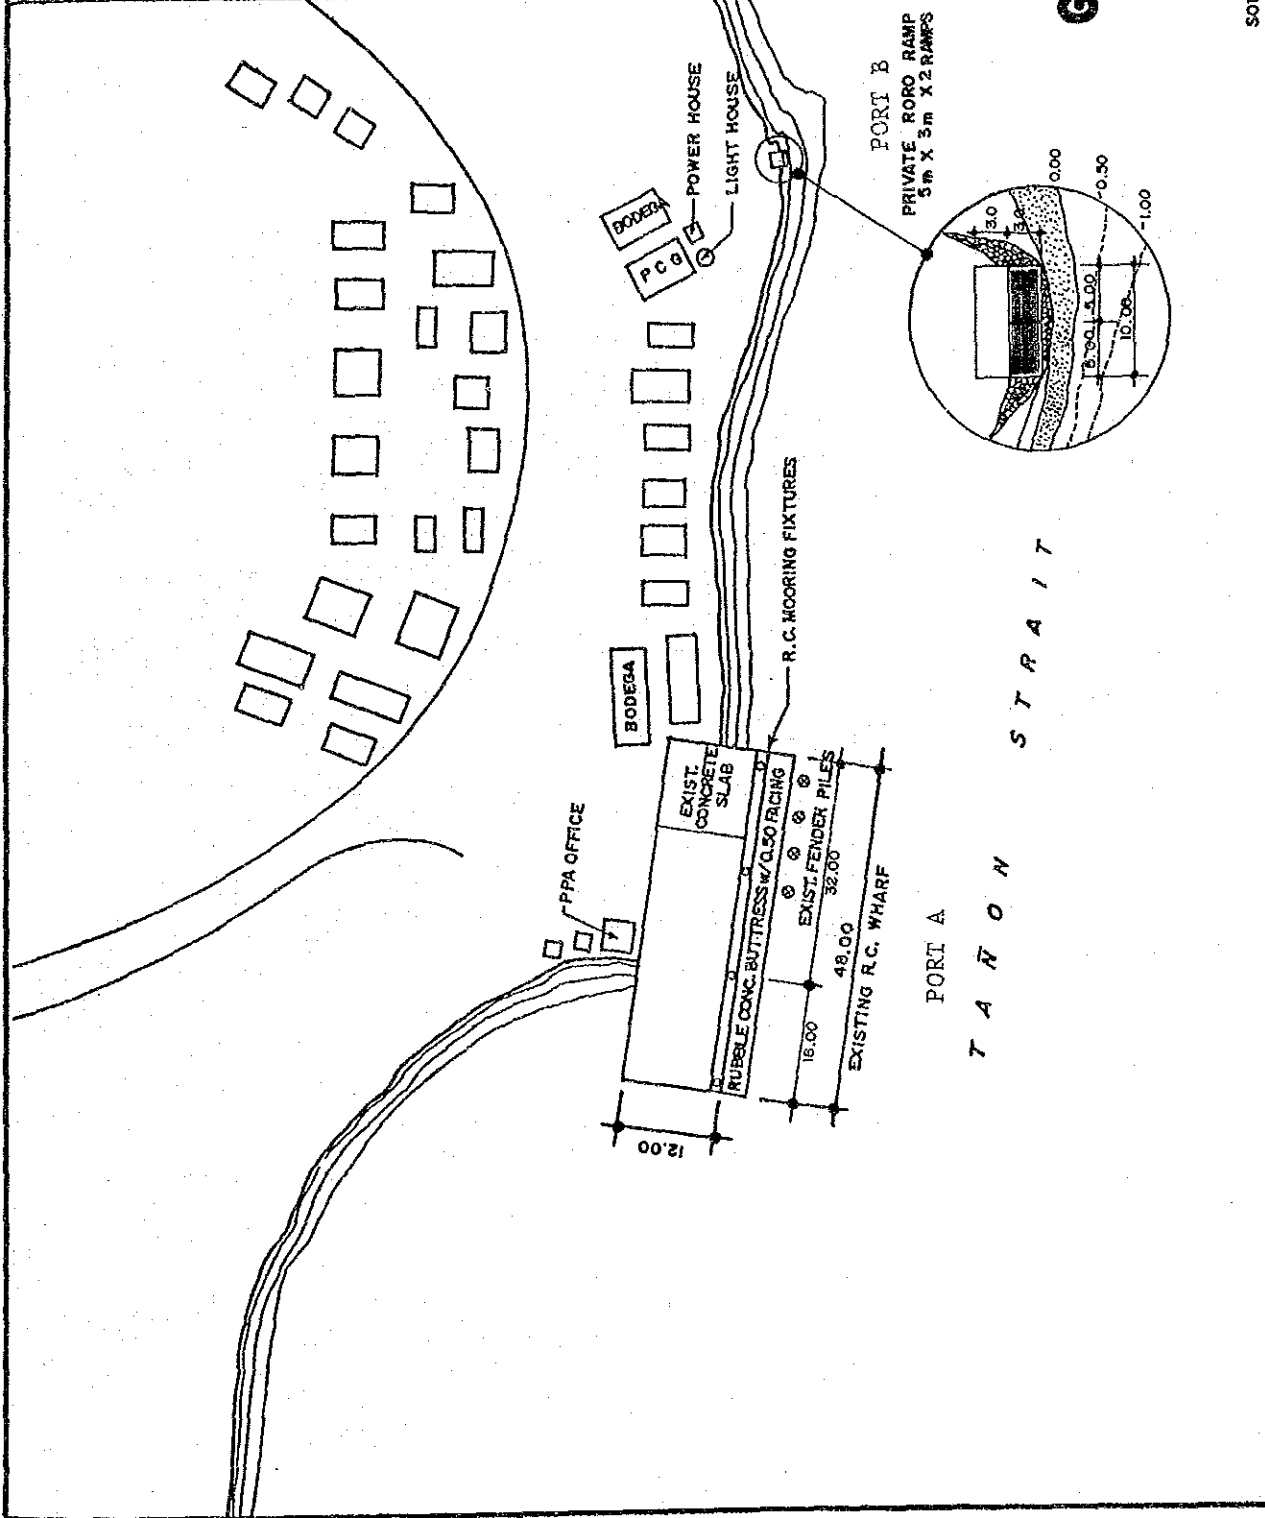 PORT B
PRIVATE RORO RAMP
5m X 3m X 2 RAMPS
POWER HOUSE
LIGHT HOUSE
BODEGA
P C G
3.0
3.0
0.00
-0.50
-1.00
5.00
5.00
10.00
R.C. MOORING FIXTURES
BODEGA
EXIST.
CONCRETE
SLAB
PPA OFFICE
RUBBLE CONC. BUTTRESS w/0.50 FACING
EXIST. FENDER PILES
32.00
16.00
48.00
EXISTING R.C. WHARF
12.00
PORT A
TAÑON STRAIT
G
SOU